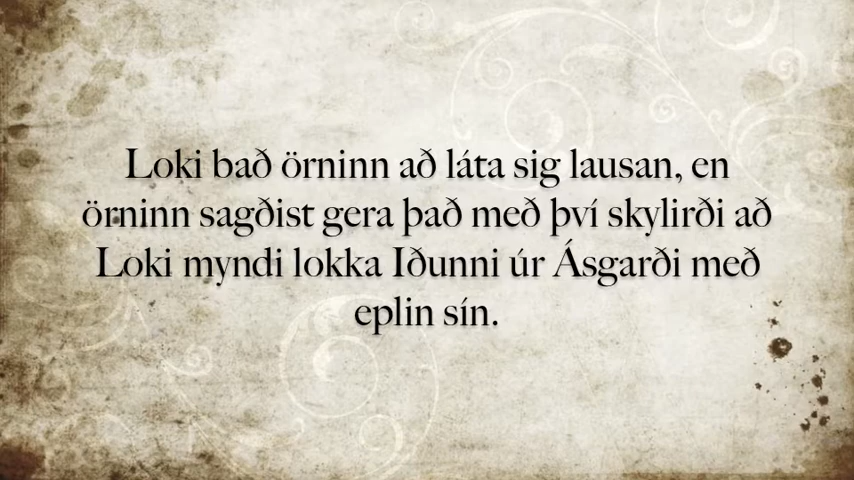 Loki bað örninn að láta sig lausan, en
örninn sagðist gera það með því skylirði að
Loki myndi lokka Iðunni úr Ásgarði með
eplin sín.